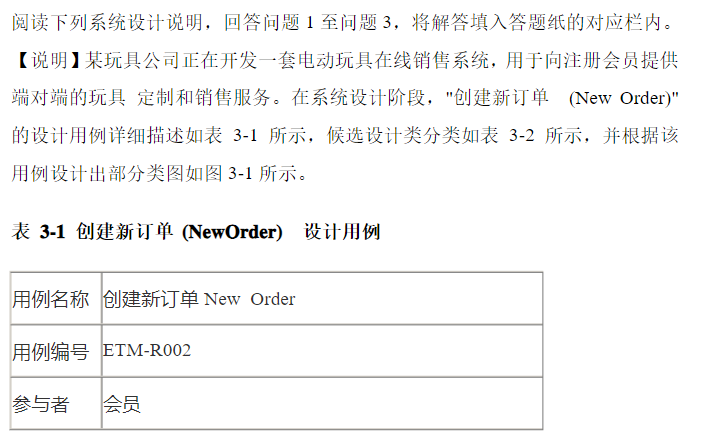 阅读下列系统设计说明，回答问题 1 至问题 3，将解答填入答题纸的对应栏内。
【说明】某玩具公司正在开发一套电动玩具在线销售系统，用于向注册会员提供
端对端的玩具 定制和销售服务。在系统设计阶段，"创建新订单 (New Order)"
的设计用例详细描述如表 3-1 所示，候选设计类分类如表 3-2 所示，并根据该
用例设计出部分类图如图 3-1 所示。
表 3-1 创建新订单 (NewOrder) 设计用例
用例名称 创建新订单 New Order
用例编号 ETM-R002
参与者 会员